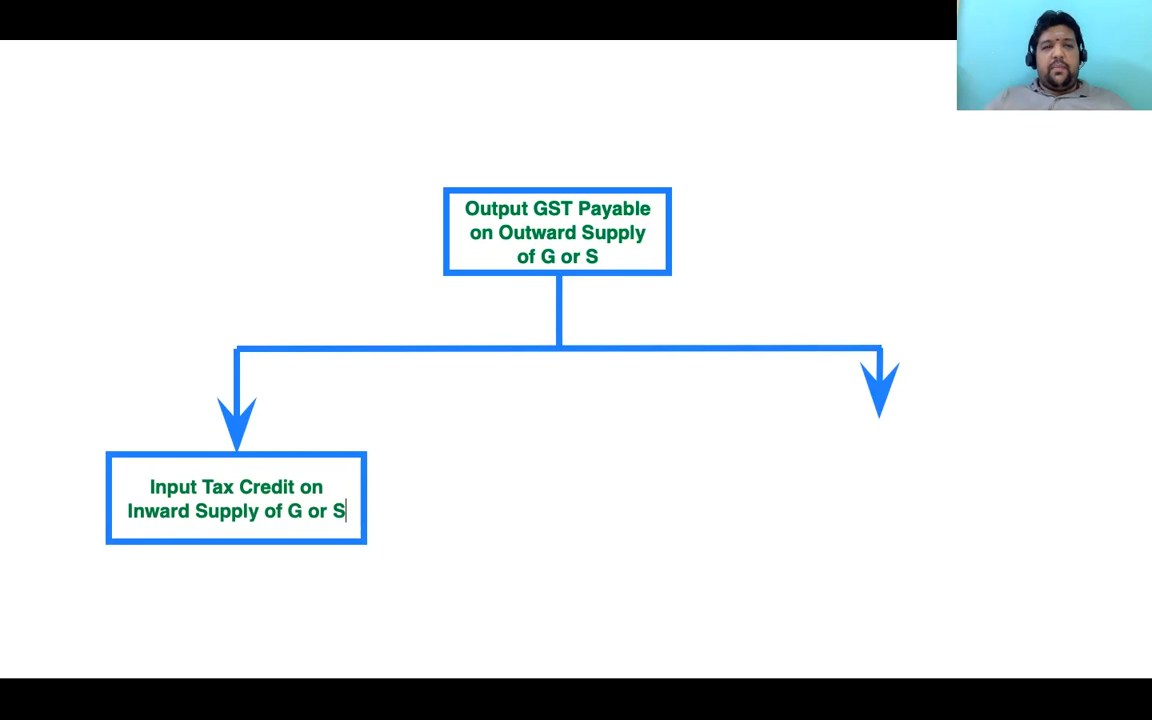 Output GST Payable
on Outward Supply
of G or S
Input Tax Credit on
Inward Supply of G or S